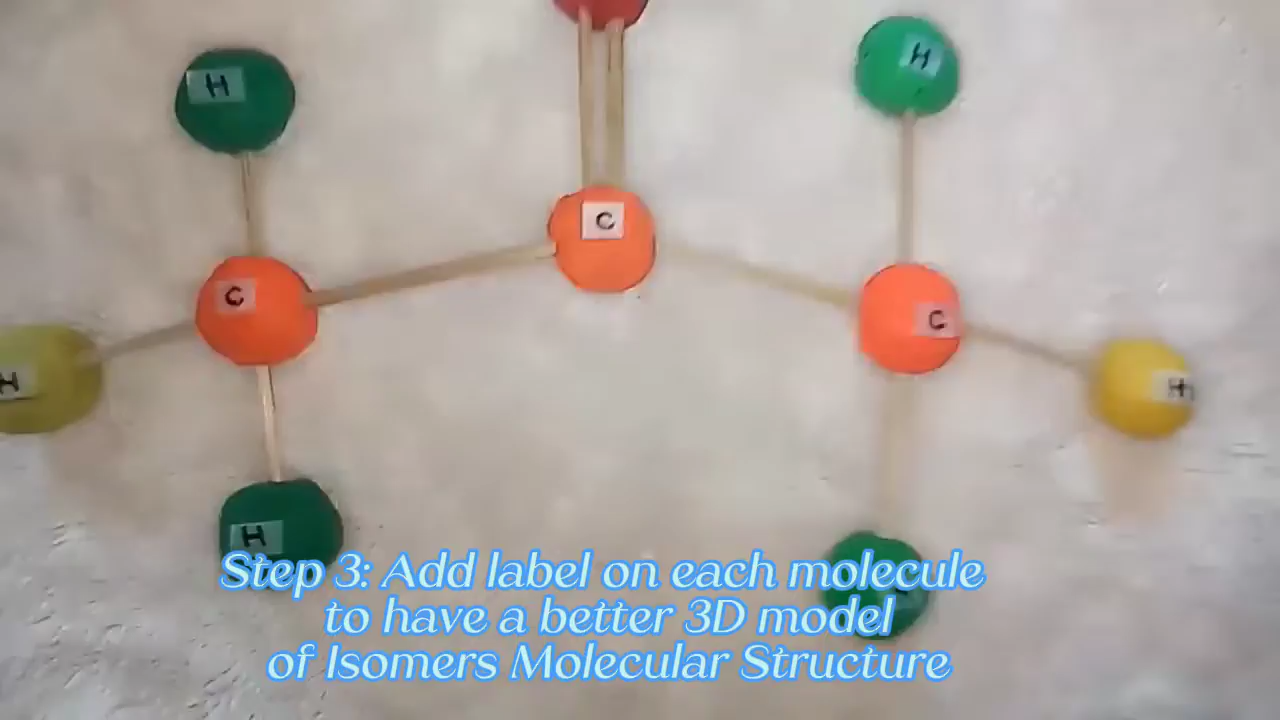 H
H
C
C
C
H
H
H
Step 3: Add label on each molecule
to have a better 3D model
of Isomers Molecular Structure